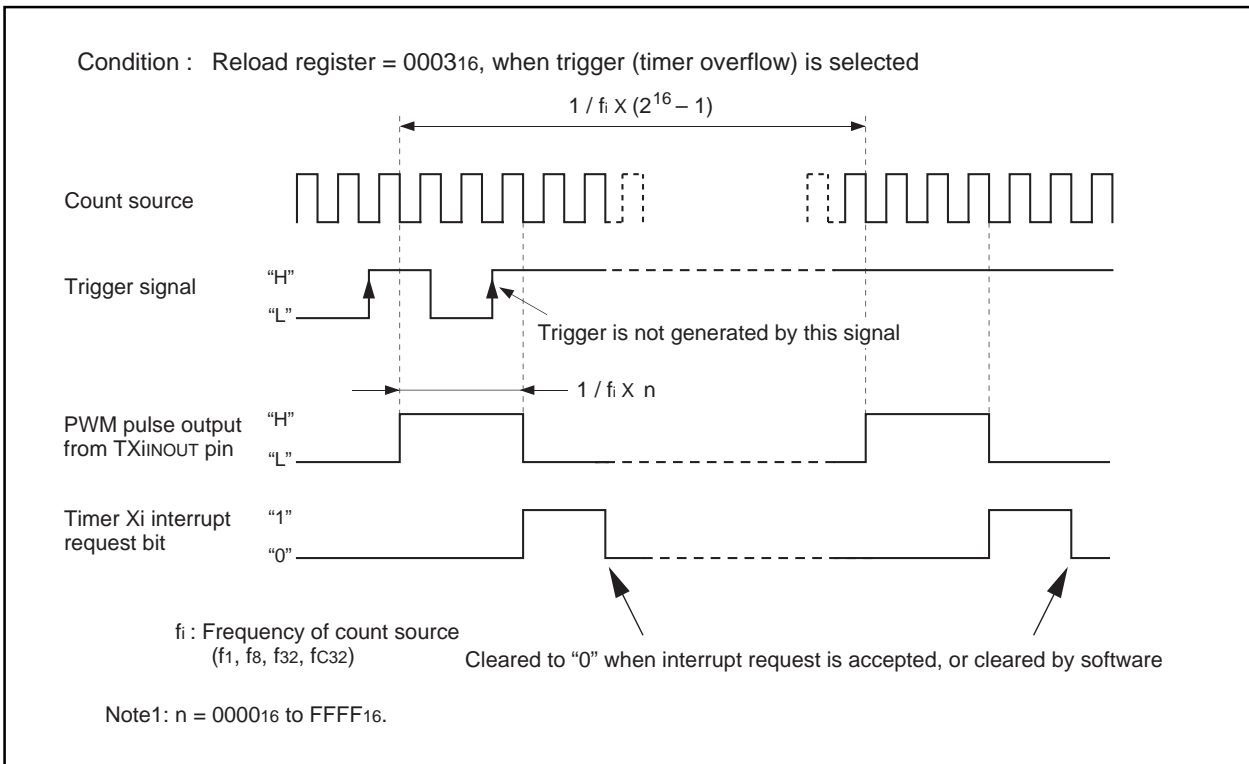 Condition : Reload register = 000316, when trigger (timer overflow) is selected
1 / fi X (2^16 – 1)
Count source
Trigger signal
“H”
“L”
Trigger is not generated by this signal
1 / fi X n
PWM pulse output
from TXiINOUT pin
“H”
“L”
Timer Xi interrupt
request bit
“1”
“0”
fi : Frequency of count source
(f1, f8, f32, fC32)
Cleared to “0” when interrupt request is accepted, or cleared by software
Note1: n = 000016 to FFFF16.